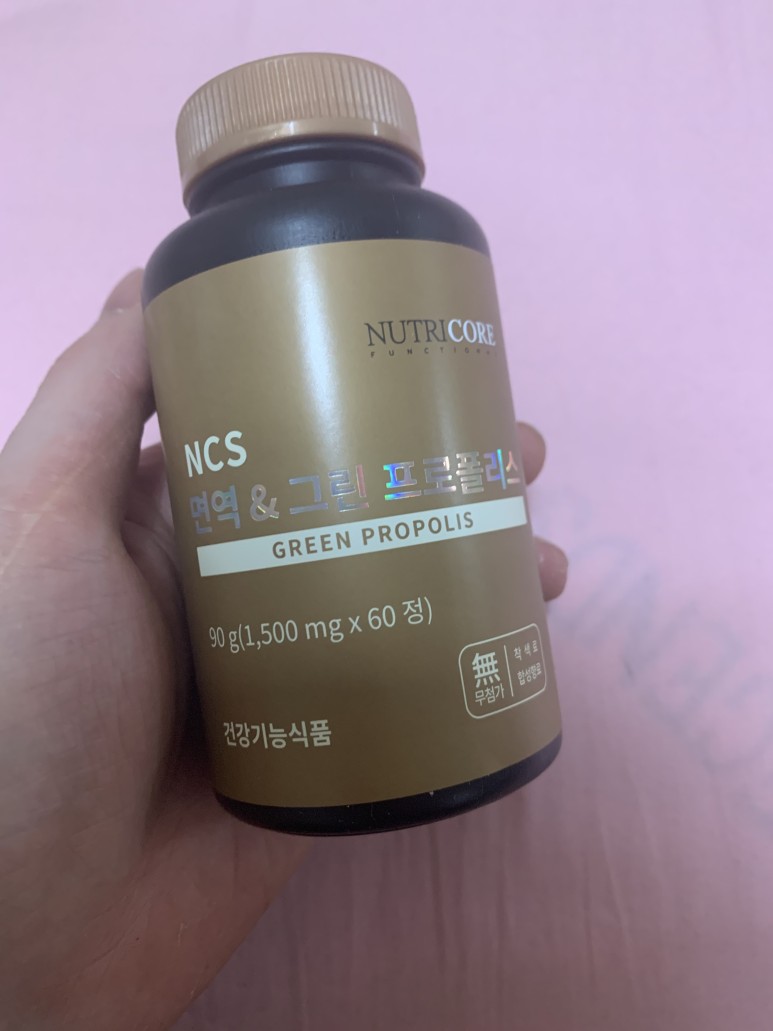 NUTRICORE
FUNCTIONAL
NCS
면역 & 그린 프로폴리스
GREEN PROPOLIS
90 g(1,500 mg x 60 정)
無
무첨가
착색료
합성향료
건강기능식품